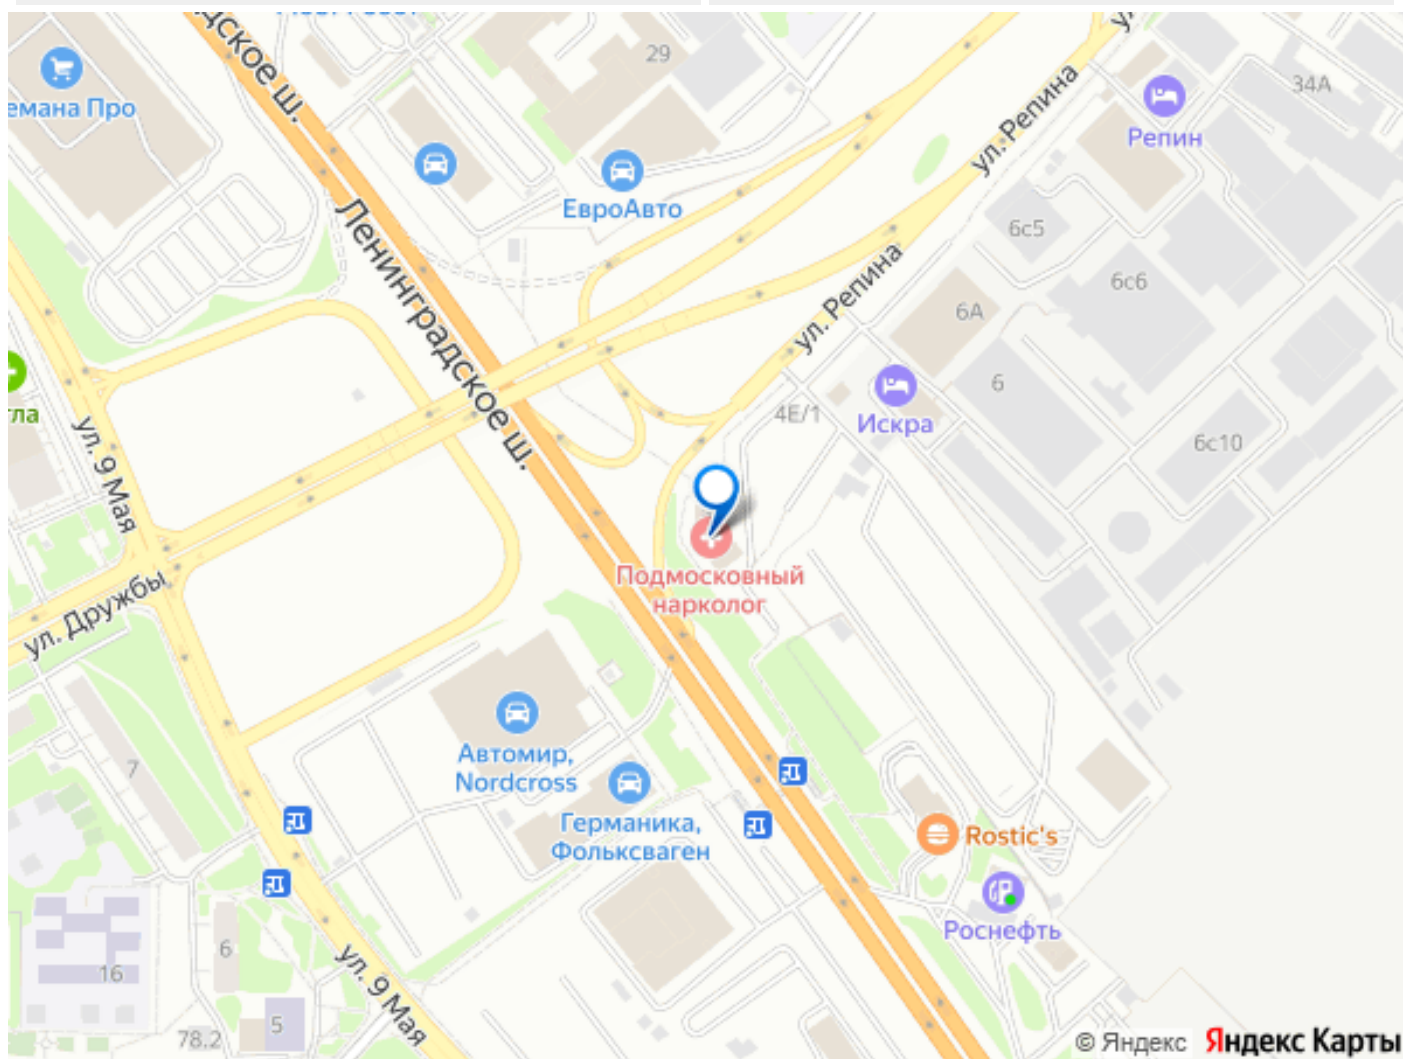 дское ш.
29
34А
емана Про
Репин
ул. Репина
ЕвроАвто
6с5
Ленинградское ш.
ул. Репина
6с6
6А
6
4Е/1
гла
Искра
6с10
ул. 9 Мая
Подмосковный
нарколог
ул. Дружбы
7
Автомир,
Nordcross
Германика,
Фольксваген
Rostic's
Роснефть
6
16
ул. 9 Мая
5
78.2
© Яндекс Яндекс Карты